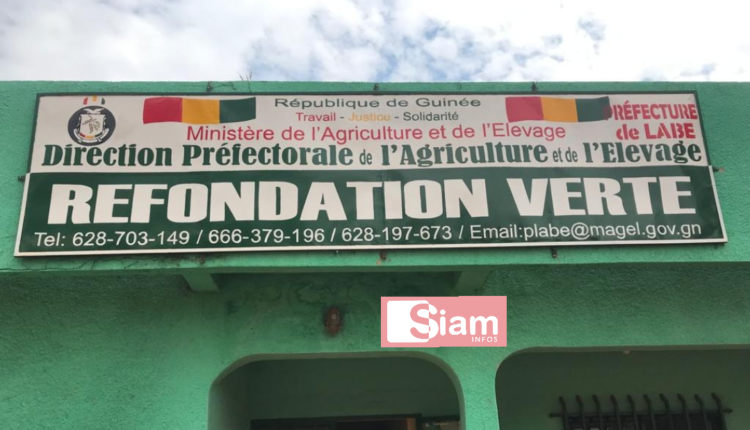 République de Guinée
Travail - Justice - Solidarité
PRÉFECTURE
de LABE
Ministère de l'Agriculture et de l'Elevage
Direction Préfectorale de l'Agriculture et de l'Elevage
REFONDATION VERTE
Tel: 628-703-149 / 666-379-196 / 628-197-673 / Email:plabe@magel.gov.gn
Siam
INFOS